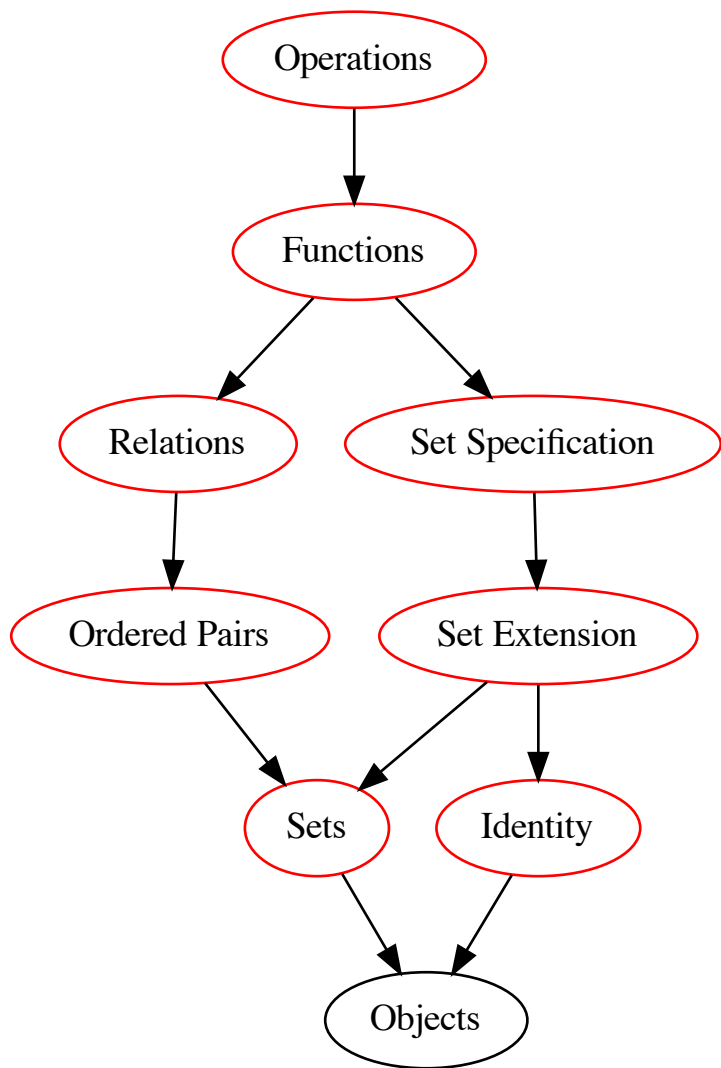 Operations
Functions
Relations
Set Specification
Ordered Pairs
Set Extension
Sets
Identity
Objects